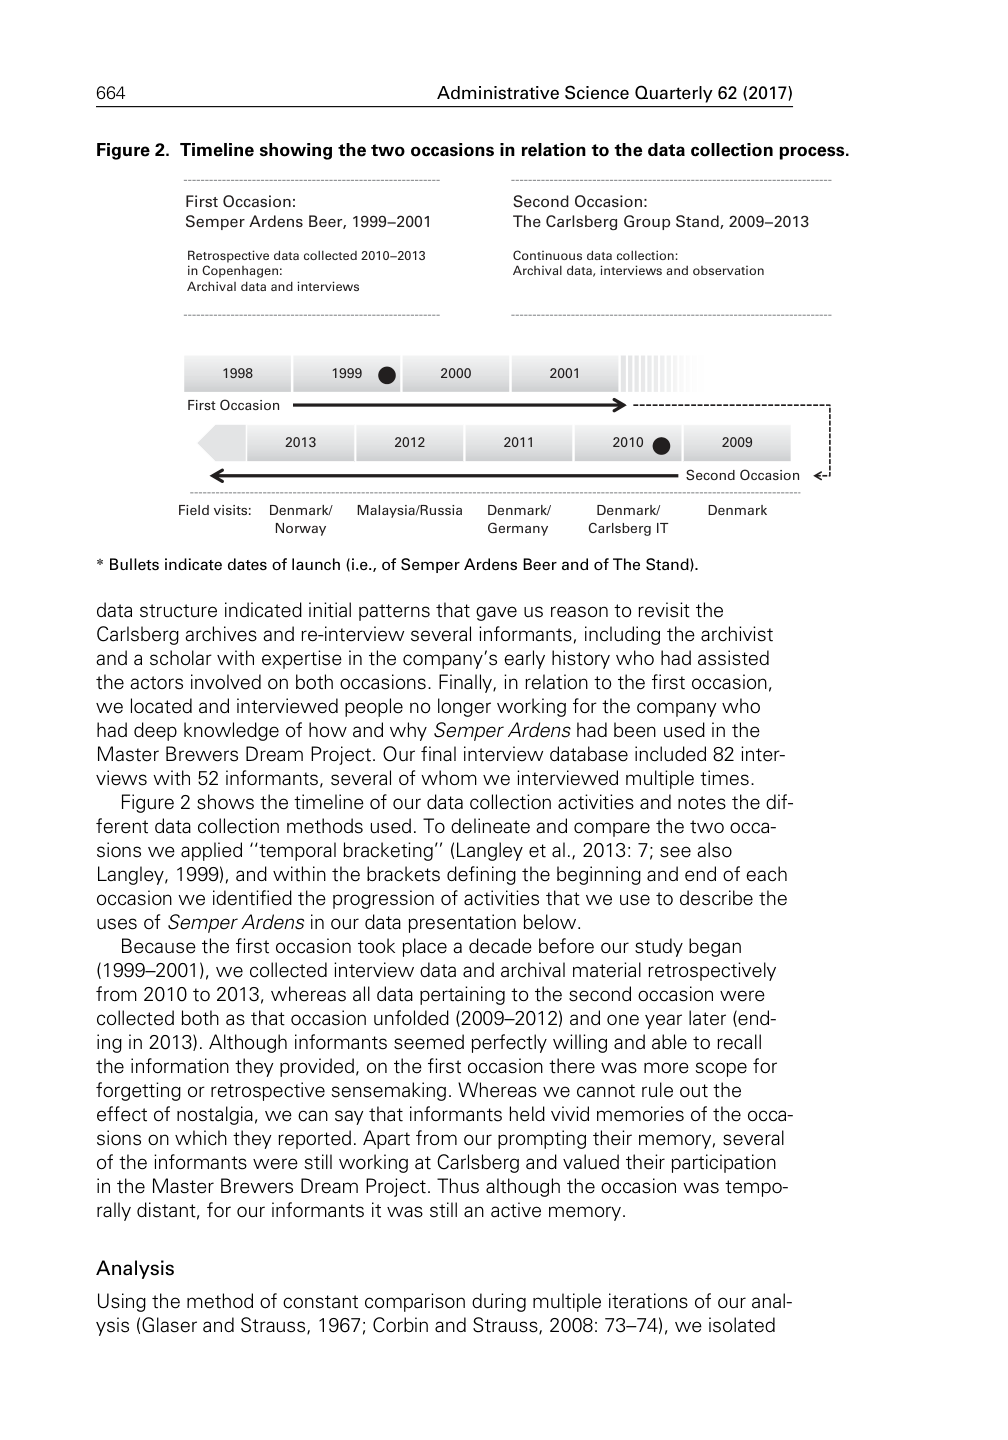 664
Administrative Science Quarterly 62 (2017)
Figure 2. Timeline showing the two occasions in relation to the data collection process.
First Occasion:
Semper Ardens Beer, 1999–2001
Retrospective data collected 2010–2013
in Copenhagen:
Archival data and interviews
Second Occasion:
The Carlsberg Group Stand, 2009–2013
Continuous data collection:
Archival data, interviews and observation
1998 1999 2000 2001
First Occasion
2013 2012 2011 2010 2009
Second Occasion
Field visits: Denmark/ Malaysia/Russia Denmark/ Denmark/ Denmark
Norway Germany Carlsberg IT
* Bullets indicate dates of launch (i.e., of Semper Ardens Beer and of The Stand).
data structure indicated initial patterns that gave us reason to revisit the
Carlsberg archives and re-interview several informants, including the archivist
and a scholar with expertise in the company's early history who had assisted
the actors involved on both occasions. Finally, in relation to the first occasion,
we located and interviewed people no longer working for the company who
had deep knowledge of how and why Semper Ardens had been used in the
Master Brewers Dream Project. Our final interview database included 82 inter-
views with 52 informants, several of whom we interviewed multiple times.
Figure 2 shows the timeline of our data collection activities and notes the dif-
ferent data collection methods used. To delineate and compare the two occa-
sions we applied ''temporal bracketing'' (Langley et al., 2013: 7; see also
Langley, 1999), and within the brackets defining the beginning and end of each
occasion we identified the progression of activities that we use to describe the
uses of Semper Ardens in our data presentation below.
Because the first occasion took place a decade before our study began
(1999–2001), we collected interview data and archival material retrospectively
from 2010 to 2013, whereas all data pertaining to the second occasion were
collected both as that occasion unfolded (2009–2012) and one year later (end-
ing in 2013). Although informants seemed perfectly willing and able to recall
the information they provided, on the first occasion there was more scope for
forgetting or retrospective sensemaking. Whereas we cannot rule out the
effect of nostalgia, we can say that informants held vivid memories of the occa-
sions on which they reported. Apart from our prompting their memory, several
of the informants were still working at Carlsberg and valued their participation
in the Master Brewers Dream Project. Thus although the occasion was tempo-
rally distant, for our informants it was still an active memory.
Analysis
Using the method of constant comparison during multiple iterations of our anal-
ysis (Glaser and Strauss, 1967; Corbin and Strauss, 2008: 73–74), we isolated